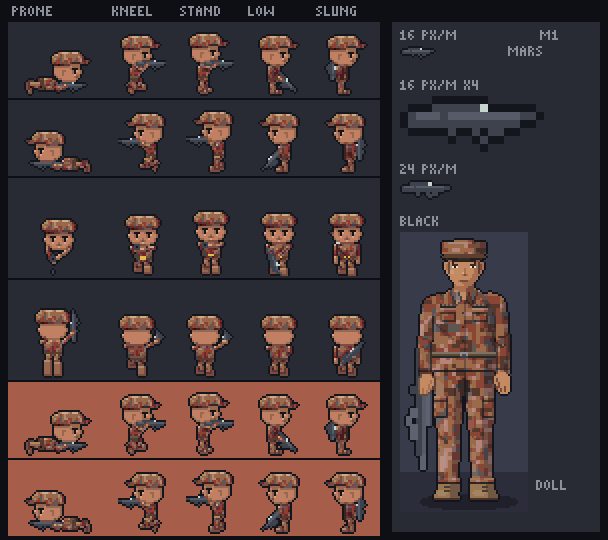 PRONE KNEEL STAND LOW SLUNG
16 PX/M M1
MARS
16 PX/M X4
24 PX/M
BLACK
DOLL